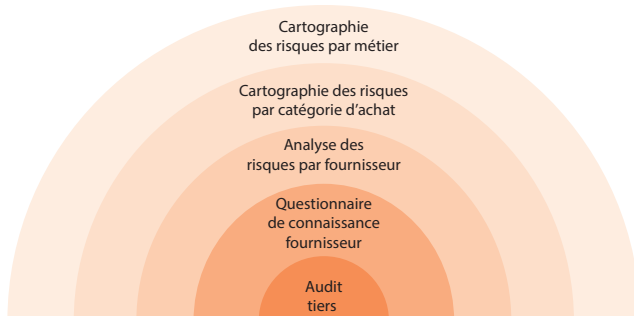 Cartographie
des risques par métier
Cartographie des risques
par catégorie d'achat
Analyse des
risques par fournisseur
Questionnaire
de connaissance
fournisseur
Audit
tiers